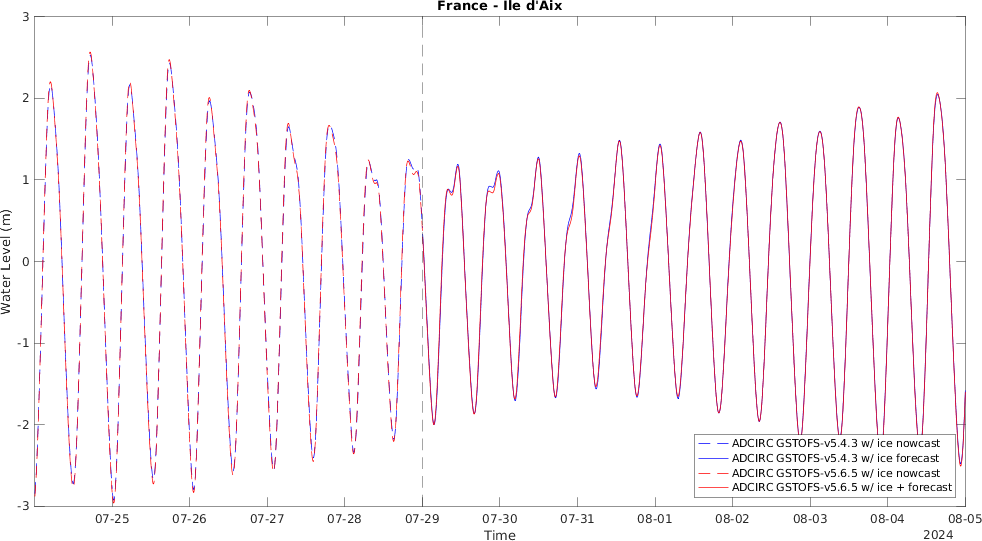 France - Ile d'Aix
3
2
1
0
-1
-2
-3
Water Level (m)
ADCIRC GSTOFS-v5.4.3 w/ ice nowcast
ADCIRC GSTOFS-v5.4.3 w/ ice forecast
ADCIRC GSTOFS-v5.6.5 w/ ice nowcast
ADCIRC GSTOFS-v5.6.5 w/ ice + forecast
07-25 07-26 07-27 07-28 07-29 07-30 07-31 08-01 08-02 08-03 08-04 08-05
Time
2024